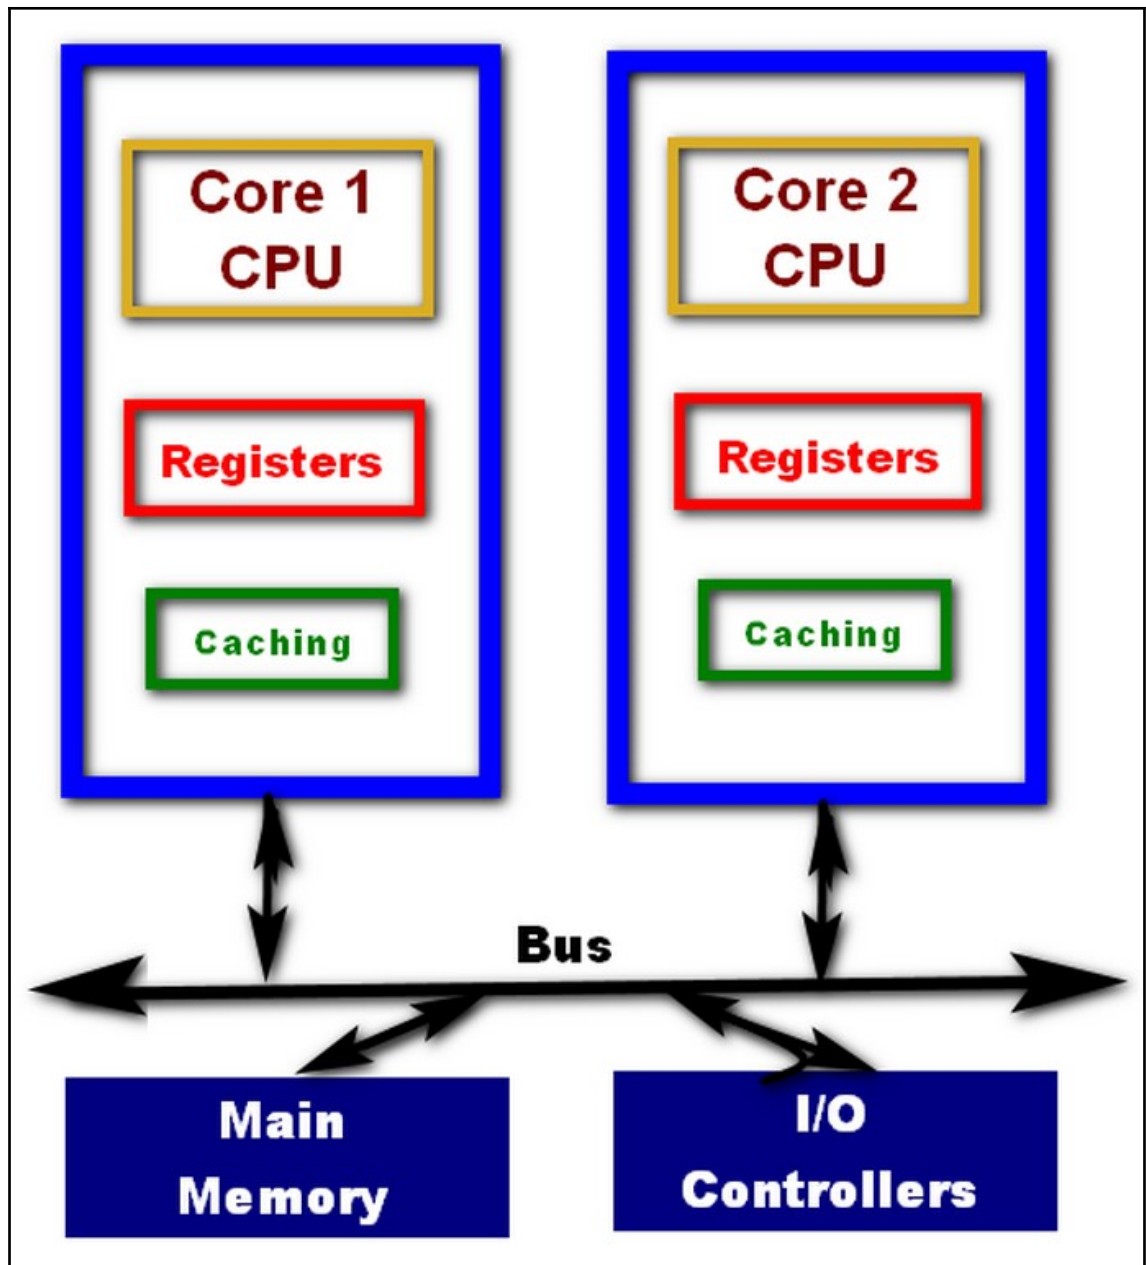 Core 1
CPU
Registers
Caching
Core 2
CPU
Registers
Caching
Bus
Main
Memory
I/O
Controllers